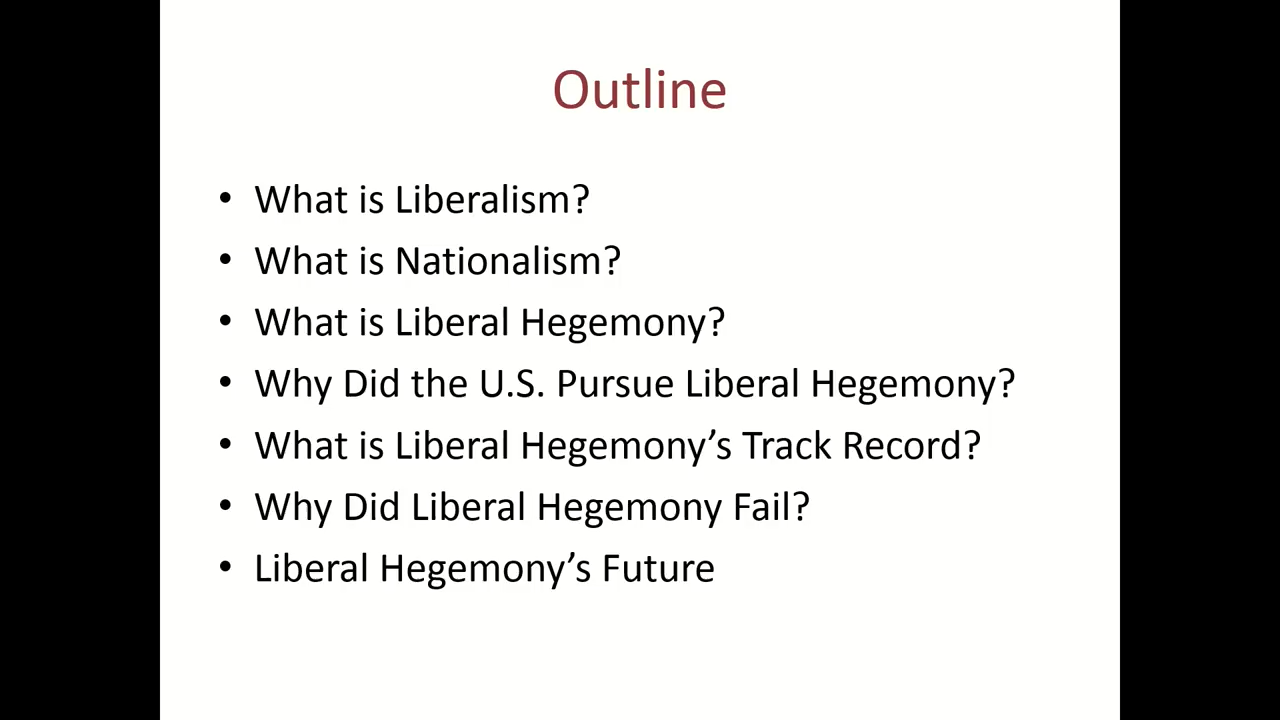 Outline
• What is Liberalism?
• What is Nationalism?
• What is Liberal Hegemony?
• Why Did the U.S. Pursue Liberal Hegemony?
• What is Liberal Hegemony’s Track Record?
• Why Did Liberal Hegemony Fail?
• Liberal Hegemony’s Future